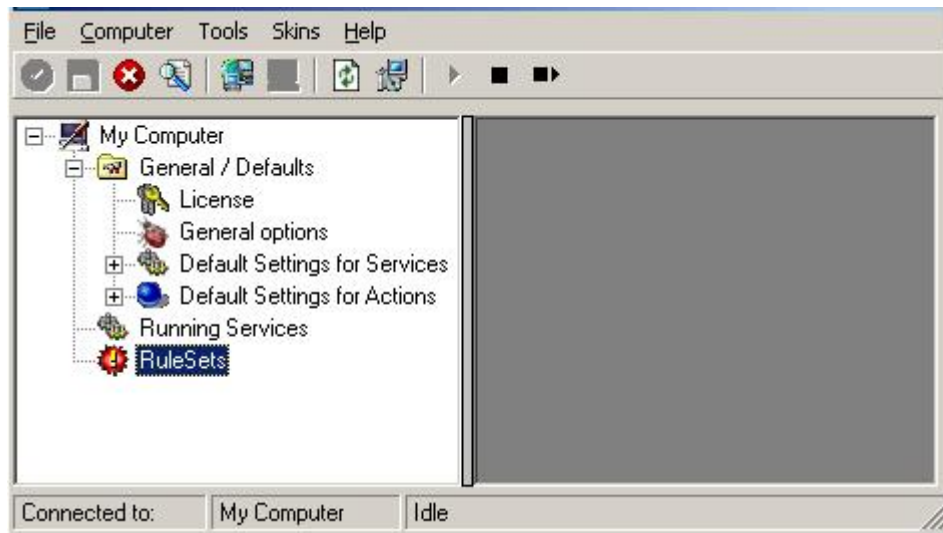 File Computer Tools Skins Help
My Computer
General / Defaults
License
General options
Default Settings for Services
Default Settings for Actions
Running Services
RuleSets
Connected to: My Computer Idle